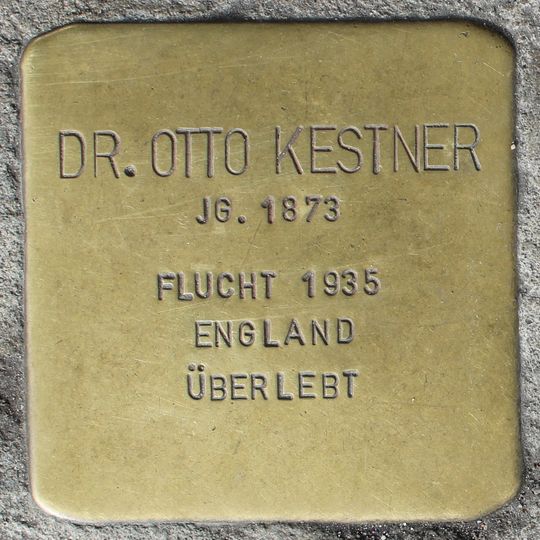 DR. OTTO KESTNER
JG. 1873
FLUCHT 1935
ENGLAND
ÜBERLEBT